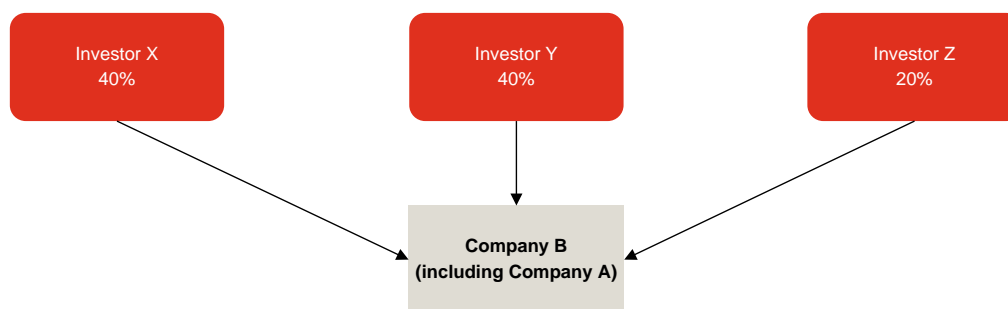 Investor X
40%
Investor Y
40%
Investor Z
20%
Company B
(including Company A)